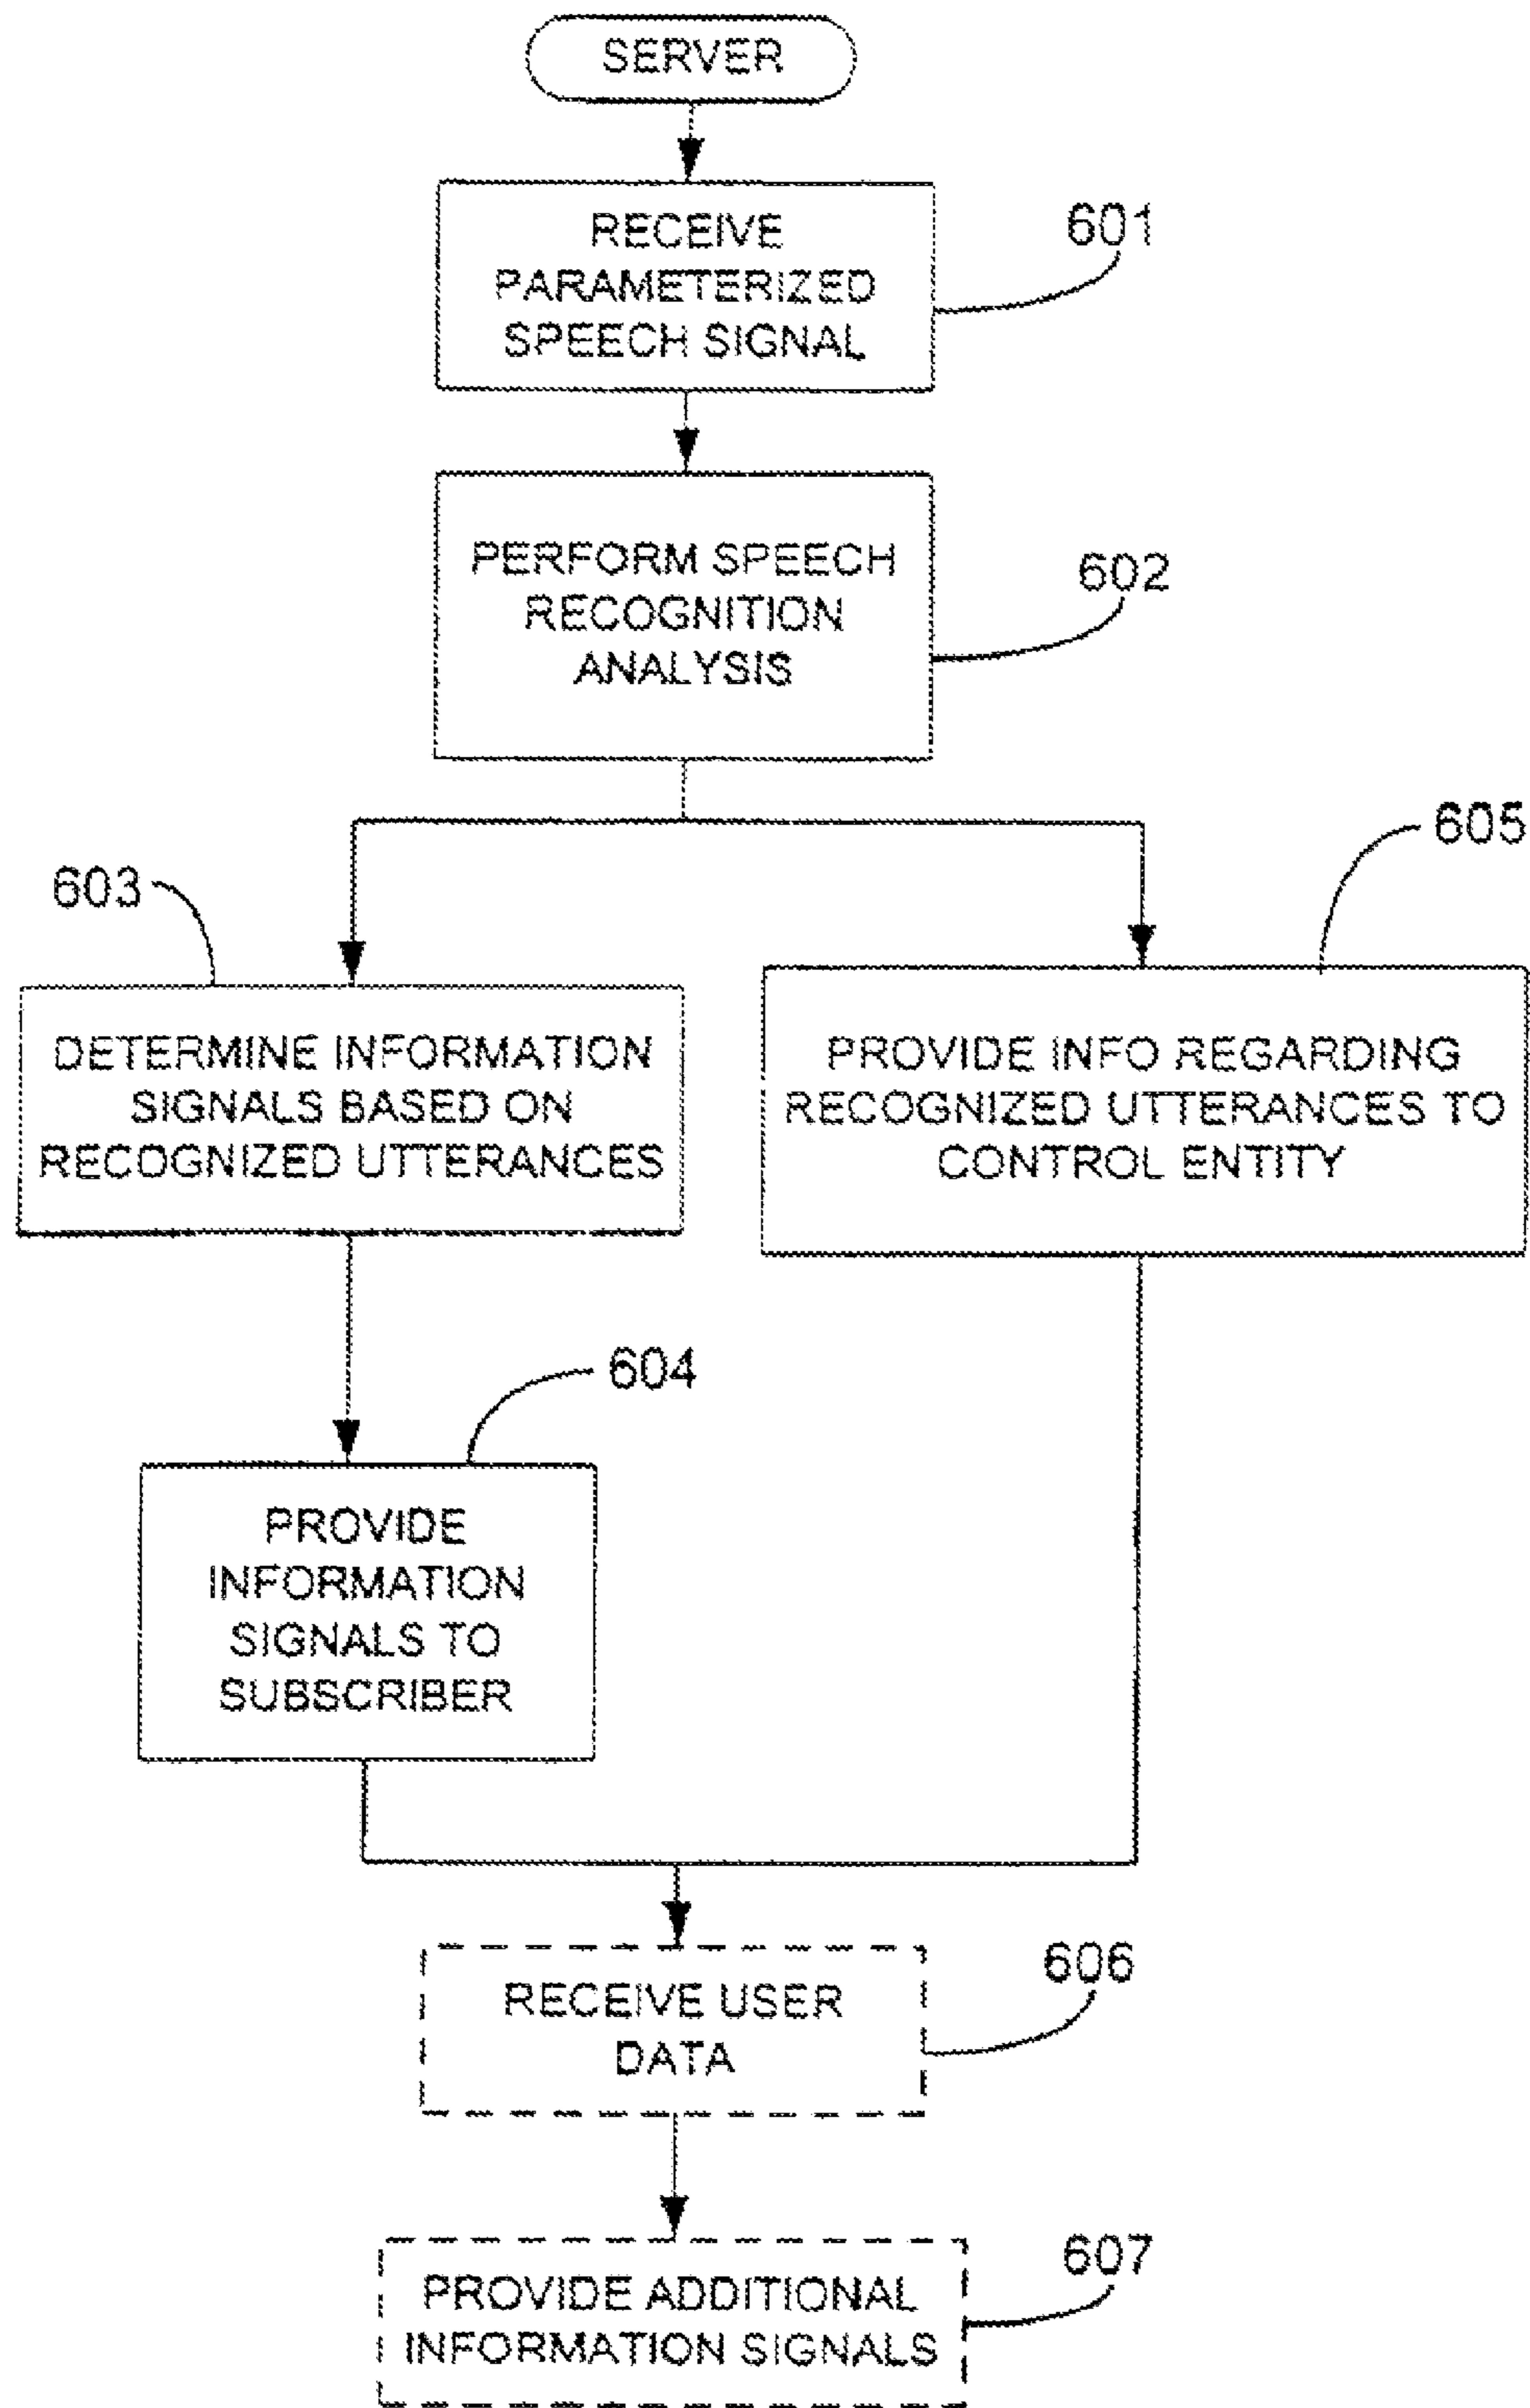 SERVER
RECEIVE
PARAMETERIZED
SPEECH SIGNAL
601
PERFORM SPEECH
RECOGNITION
ANALYSIS
602
603
DETERMINE INFORMATION
SIGNALS BASED ON
RECOGNIZED UTTERANCES
605
PROVIDE INFO REGARDING
RECOGNIZED UTTERANCES TO
CONTROL ENTITY
604
PROVIDE
INFORMATION
SIGNALS TO
SUBSCRIBER
RECEIVE USER
DATA
606
PROVIDE ADDITIONAL
INFORMATION SIGNALS
607